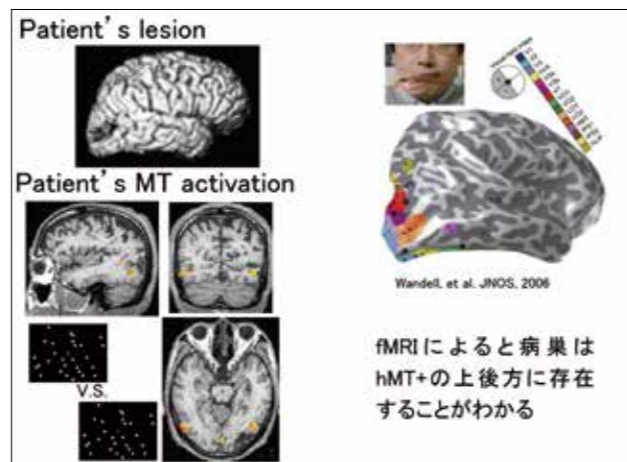 Patient's lesion
Patient's MT activation
V.S.
Wandell, et al. JNOS, 2006
fMRIによると病巣は
hMT+の上後方に存在
することがわかる